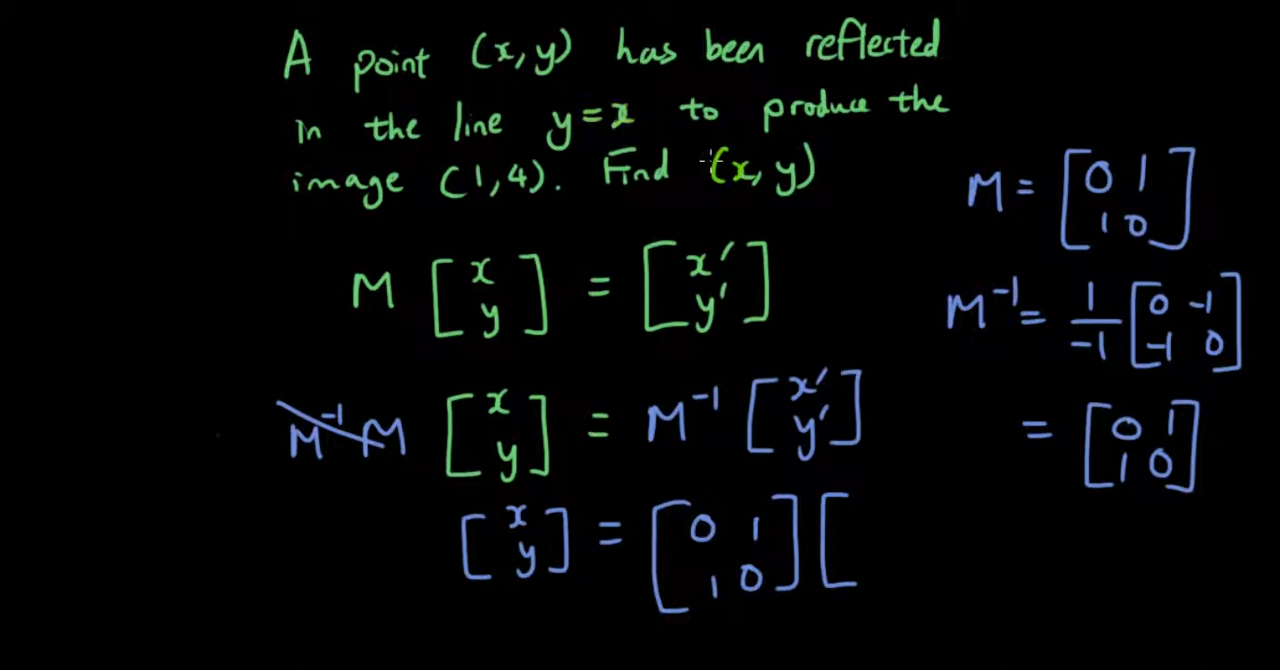 A point (x, y) has been reflected
in the line y=x to produce the
image (1,4). Find (x, y)
M [x y] = [x′ y′]
M⁻¹ M [x y] = M⁻¹ [x′ y′]
[x y] = [0 1 1 0] [
M = [0 1 1 0]
M⁻¹ = 1/-1 [0 -1 -1 0]
= [0 1 1 0]